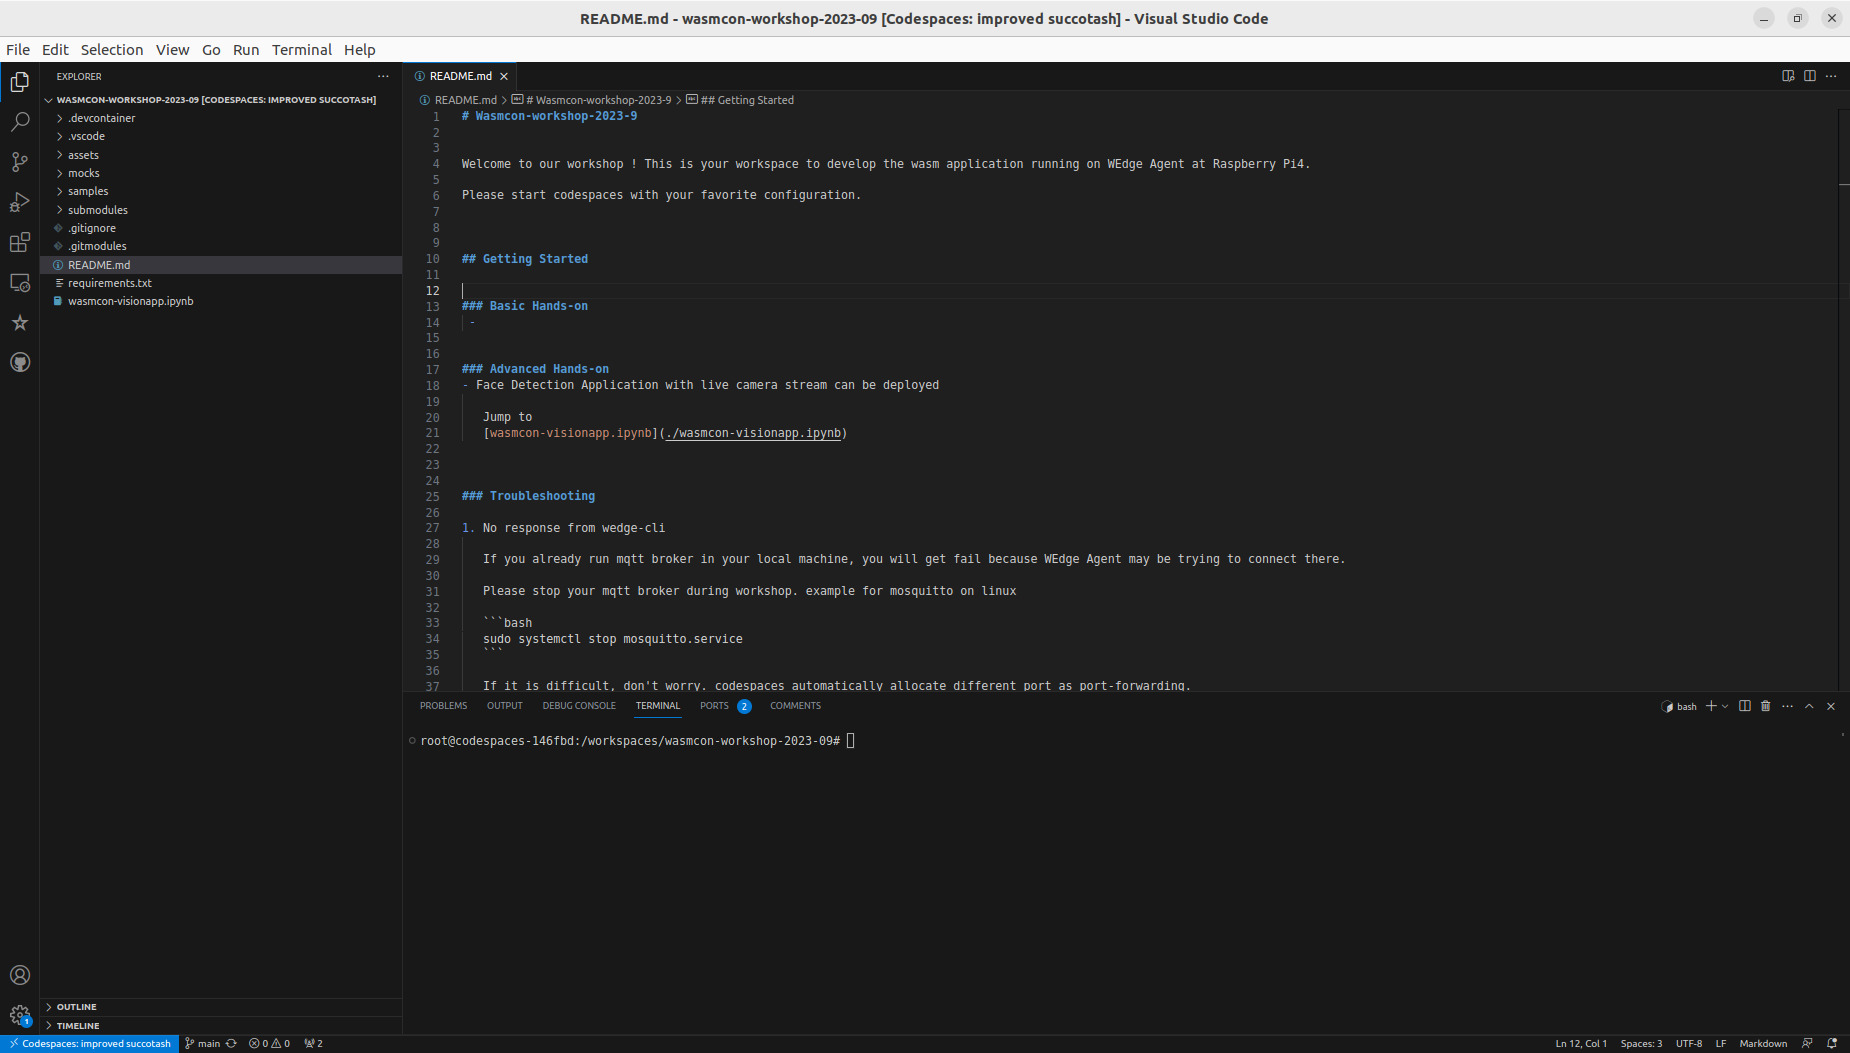 README.md - wasmcon-workshop-2023-09 [Codespaces: improved succotash] - Visual Studio Code
File Edit Selection View Go Run Terminal Help
EXPLORER
WASMCON-WORKSHOP-2023-09 [CODESPACES: IMPROVED SUCCOTASH]
.devcontainer
.vscode
assets
mocks
samples
submodules
.gitignore
.gitmodules
README.md
requirements.txt
wasmcon-visionapp.ipynb
OUTLINE
TIMELINE
README.md
README.md > # Wasmcon-workshop-2023-9 > ## Getting Started
1 # Wasmcon-workshop-2023-9
2
3
4 Welcome to our workshop ! This is your workspace to develop the wasm application running on WEdge Agent at Raspberry Pi4.
5
6 Please start codespaces with your favorite configuration.
7
8
9
10 ## Getting Started
11
12
13 ### Basic Hands-on
14 -
15
16
17 ### Advanced Hands-on
18 - Face Detection Application with live camera stream can be deployed
19
20 Jump to
21 [wasmcon-visionapp.ipynb](./wasmcon-visionapp.ipynb)
22
23
24
25 ### Troubleshooting
26
27 1. No response from wedge-cli
28
29 If you already run mqtt broker in your local machine, you will get fail because WEdge Agent may be trying to connect there.
30
31 Please stop your mqtt broker during workshop. example for mosquitto on linux
32
33 ```bash
34 sudo systemctl stop mosquitto.service
35 ```
36
37 If it is difficult, don't worry. codespaces automatically allocate different port as port-forwarding.
PROBLEMS OUTPUT DEBUG CONSOLE TERMINAL PORTS 2 COMMENTS
bash
root@codespaces-146fbd:/workspaces/wasmcon-workshop-2023-09#
1
Codespaces: improved succotash main 0 0 2
Ln 12, Col 1 Spaces: 3 UTF-8 LF Markdown